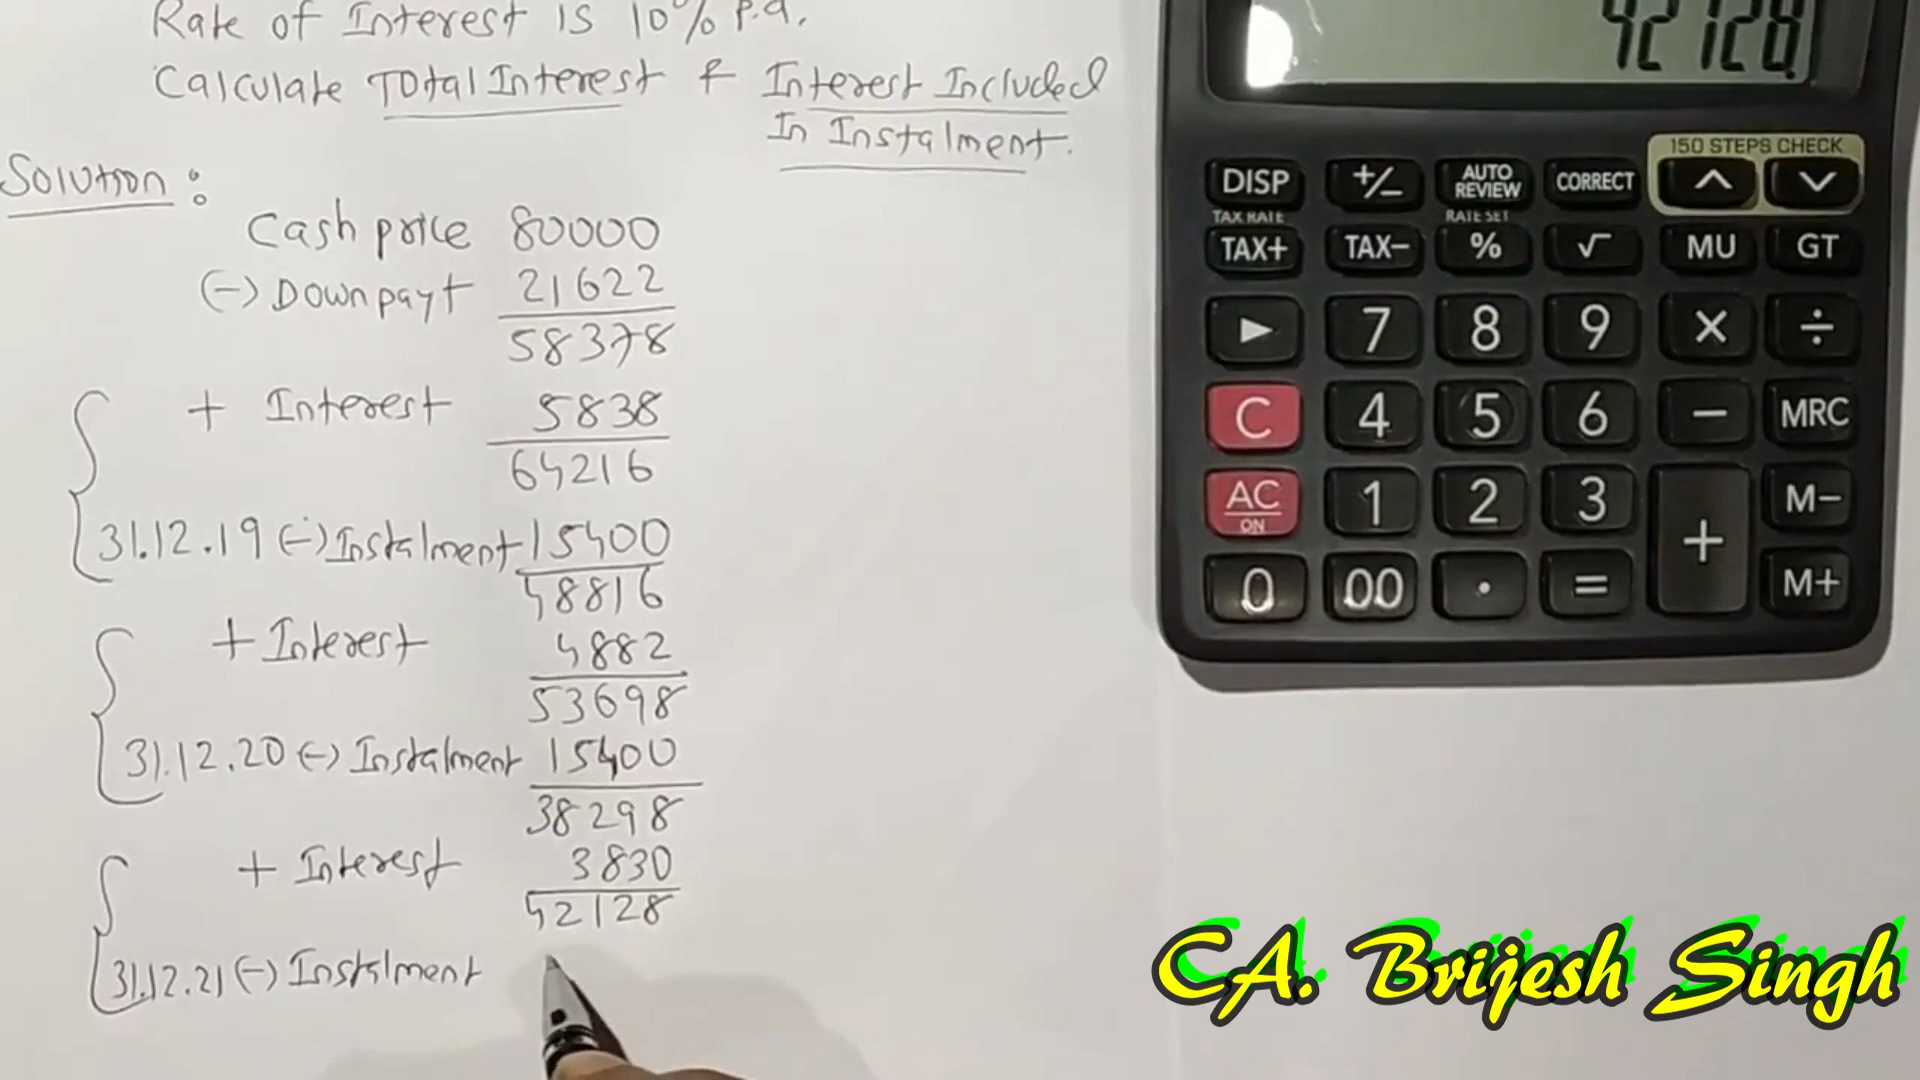 Rate of Interest is 10% p.a.
Calculate Total Interest & Interest Included
In Instalment.
Solution :
Cash price 80000
(-) Down payt 21622
58378
+ Interest 5838
64216
31.12.19 (-) Instalment 15400
48816
+ Interest 4882
53698
31.12.20 (-) Instalment 15400
38298
+ Interest 3830
42128
31.12.21 (-) Instalment
42128.
150 STEPS CHECK
DISP +/- AUTO REVIEW CORRECT ∧ ∨
TAX RATE RATE SET
TAX+ TAX- % √ MU GT
▶ 7 8 9 × ÷
C 4 5 6 - MRC
AC ON 1 2 3 + M-
0 00 · = M+
CA. Brijesh Singh